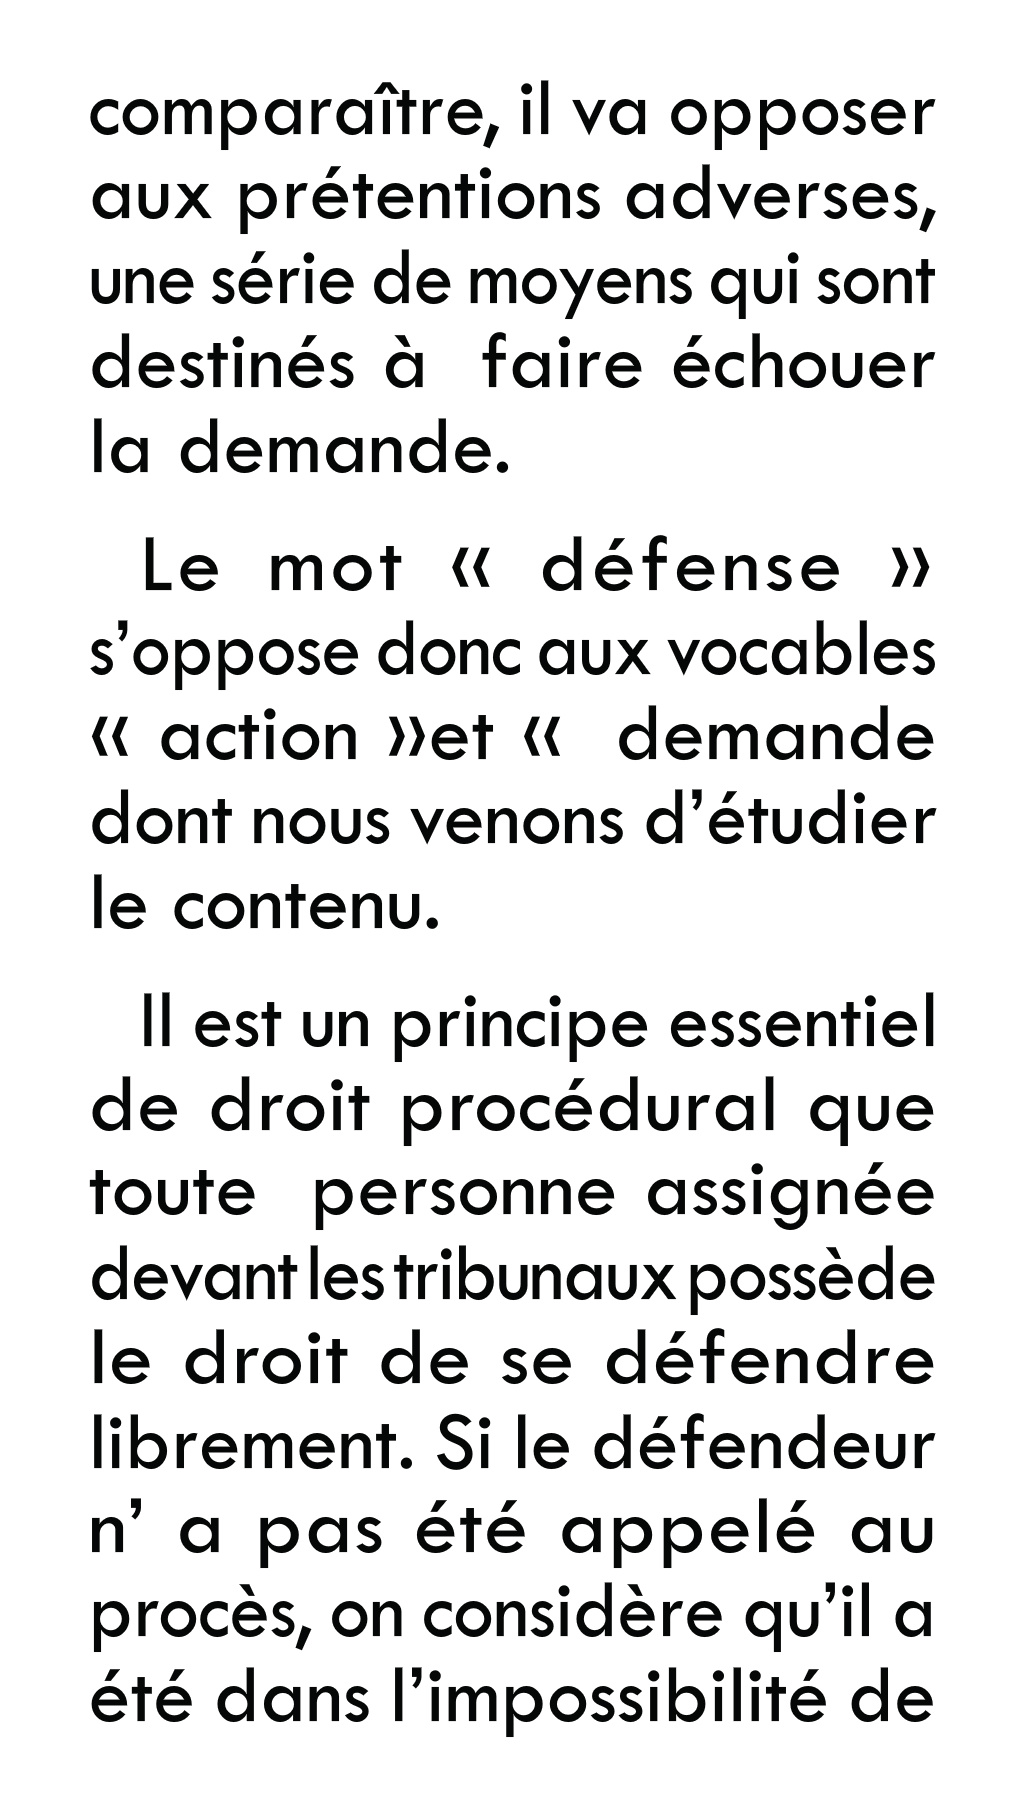 comparaître, il va opposer
aux prétentions adverses,
une série de moyens qui sont
destinés à faire échouer
la demande.
Le mot « défense »
s’oppose donc aux vocables
« action »et « demande
dont nous venons d’étudier
le contenu.
Il est un principe essentiel
de droit procédural que
toute personne assignée
devant les tribunaux possède
le droit de se défendre
librement. Si le défendeur
n’ a pas été appelé au
procès, on considère qu’il a
été dans l’impossibilité de